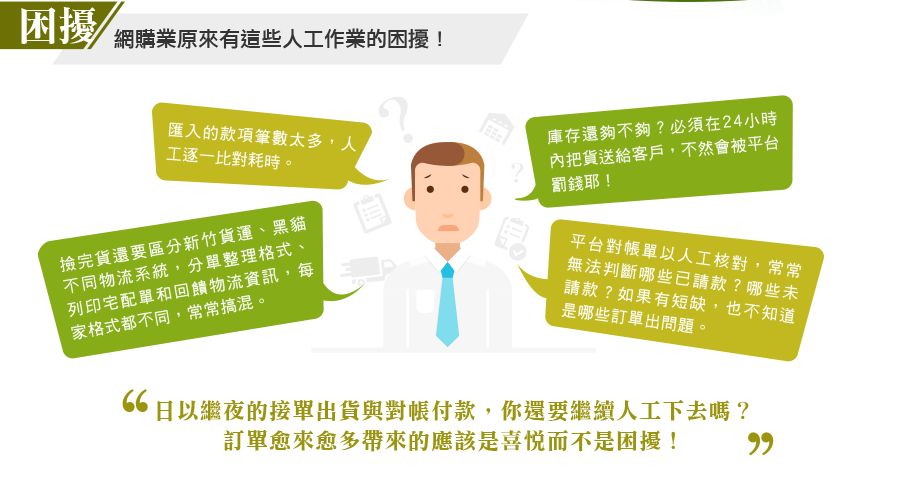 困擾
網購業原來有這些人工作業的困擾！
匯入的款項筆數太多，人
工逐一比對耗時。
庫存還夠不夠？必須在24小時
內把貨送給客戶，不然會被平台
罰錢耶！
撿完貨還要區分新竹貨運、黑貓
不同物流系統，分單整理格式、
列印宅配單和回饋物流資訊，每
家格式都不同，常常搞混。
平台對帳單以人工核對，常常
無法判斷哪些已請款？哪些未
請款？如果有短缺，也不知道
是哪些訂單出問題。
“日以繼夜的接單出貨與對帳付款，你還要繼續人工下去嗎？
訂單愈來愈多帶來的應該是喜悅而不是困擾！”